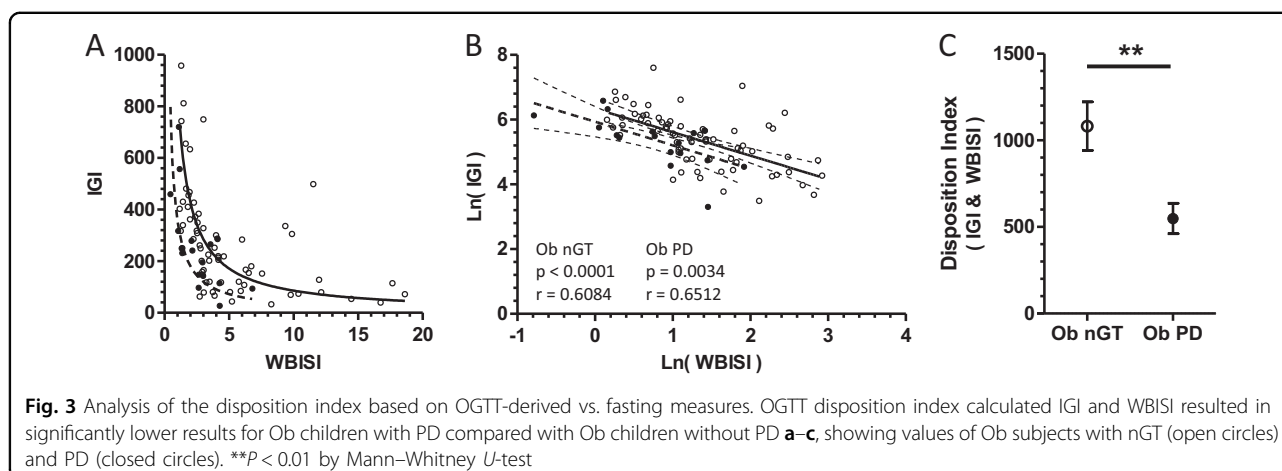 A
1000
800
600
400
200
0
IGI
0 5 10 15 20
WBISI
B
8
6
4
2
0
Ln( IGI )
Ob nGT Ob PD
p < 0.0001 p = 0.0034
r = 0.6084 r = 0.6512
-1 0 1 2 3 4
Ln( WBISI )
C
**
1500
1000
500
0
Disposition Index
( IGI & WBISI )
Ob nGT Ob PD
Fig. 3 Analysis of the disposition index based on OGTT-derived vs. fasting measures. OGTT disposition index calculated IGI and WBISI resulted in
significantly lower results for Ob children with PD compared with Ob children without PD a–c, showing values of Ob subjects with nGT (open circles)
and PD (closed circles). **P < 0.01 by Mann–Whitney U-test